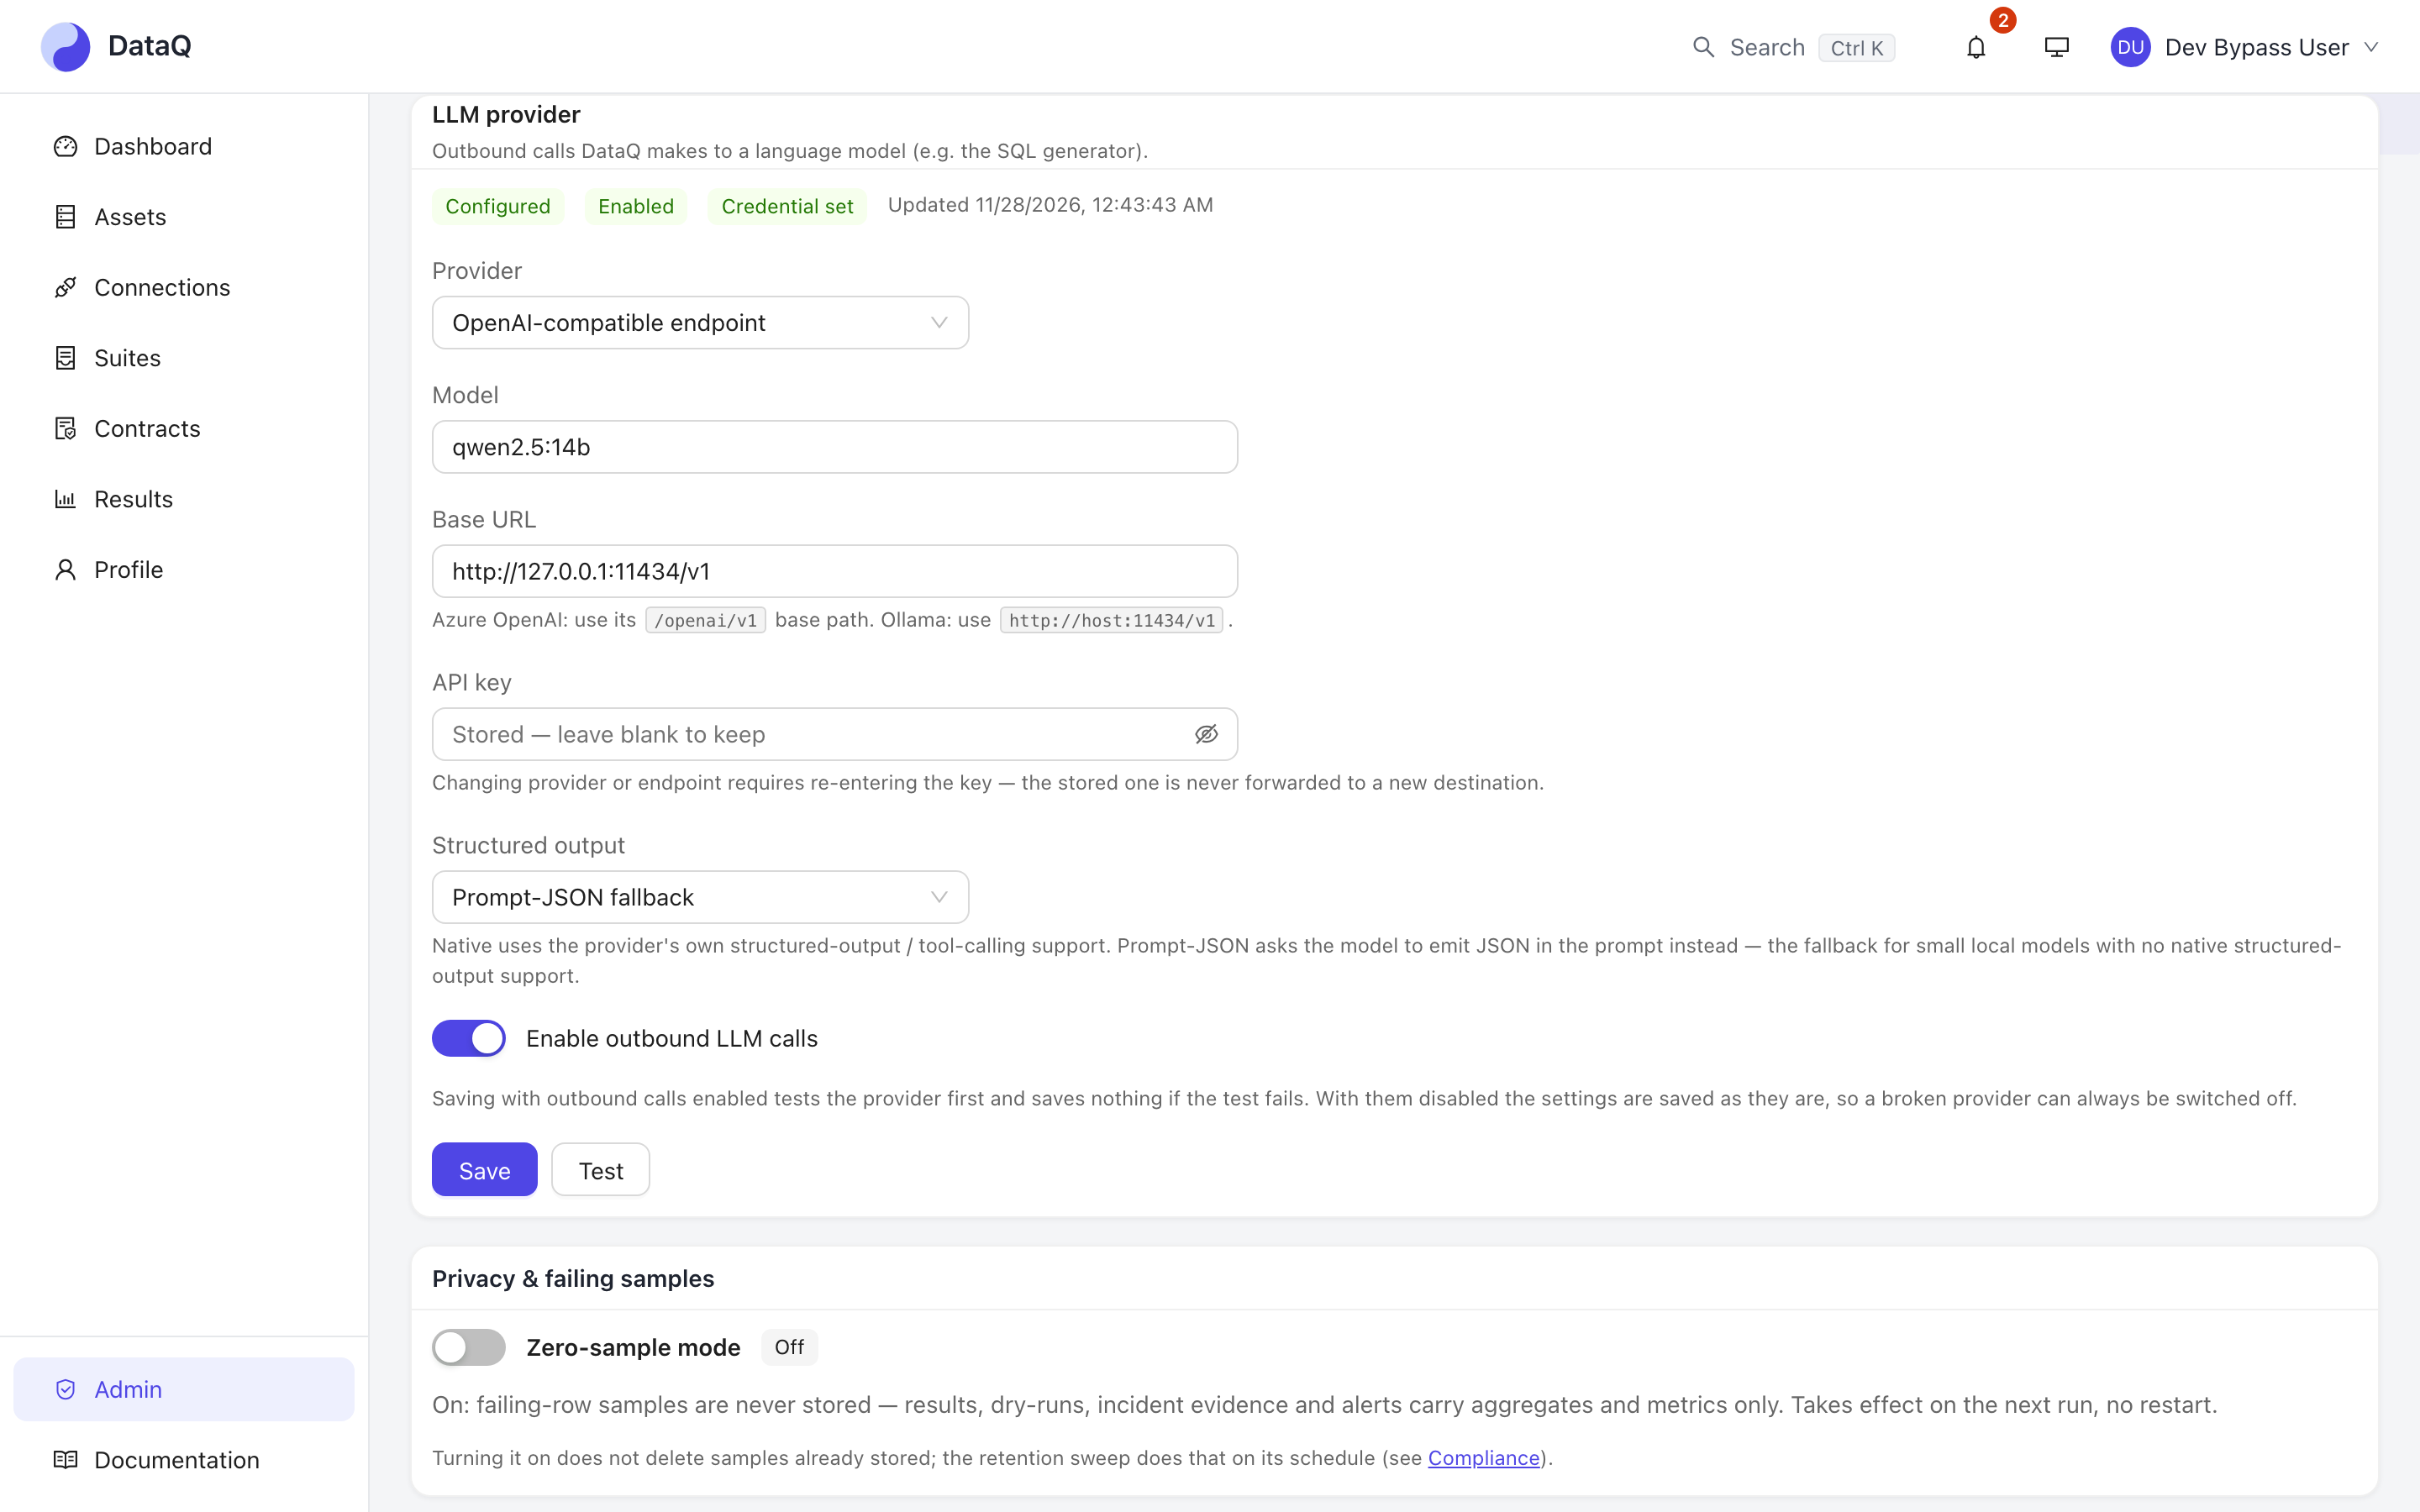 DataQ
Search Ctrl K
2
DU Dev Bypass User
Dashboard
Assets
Connections
Suites
Contracts
Results
Profile
Admin
Documentation
LLM provider
Outbound calls DataQ makes to a language model (e.g. the SQL generator).
Configured Enabled Credential set Updated 11/28/2026, 12:43:43 AM
Provider
OpenAI-compatible endpoint
Model
qwen2.5:14b
Base URL
http://127.0.0.1:11434/v1
Azure OpenAI: use its /openai/v1 base path. Ollama: use http://host:11434/v1.
API key
Stored — leave blank to keep
Changing provider or endpoint requires re-entering the key — the stored one is never forwarded to a new destination.
Structured output
Prompt-JSON fallback
Native uses the provider's own structured-output / tool-calling support. Prompt-JSON asks the model to emit JSON in the prompt instead — the fallback for small local models with no native structured-
output support.
Enable outbound LLM calls
Saving with outbound calls enabled tests the provider first and saves nothing if the test fails. With them disabled the settings are saved as they are, so a broken provider can always be switched off.
Save Test
Privacy & failing samples
Zero-sample mode Off
On: failing-row samples are never stored — results, dry-runs, incident evidence and alerts carry aggregates and metrics only. Takes effect on the next run, no restart.
Turning it on does not delete samples already stored; the retention sweep does that on its schedule (see Compliance).